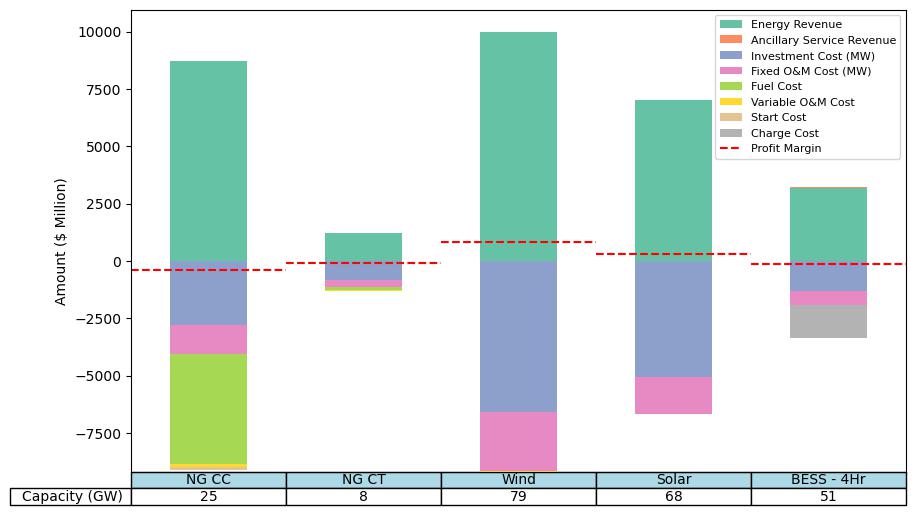 Amount ($ Million)
10000
7500
5000
2500
0
−2500
−5000
−7500
Energy Revenue
Ancillary Service Revenue
Investment Cost (MW)
Fixed O&M Cost (MW)
Fuel Cost
Variable O&M Cost
Start Cost
Charge Cost
Profit Margin
NG CC NG CT Wind Solar BESS - 4Hr
Capacity (GW) 25 8 79 68 51